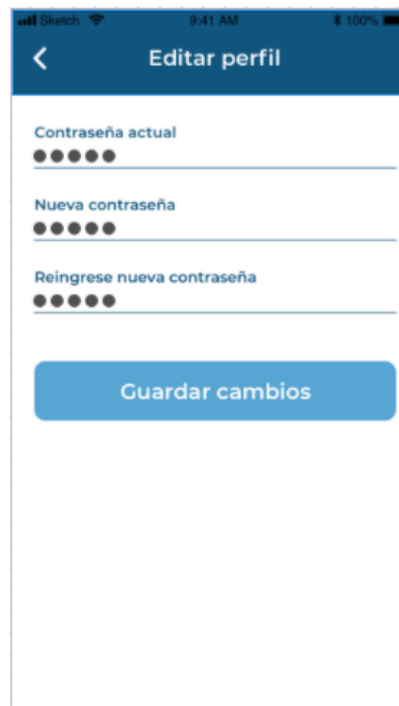 Sketch 9:41 AM 100%
Editar perfil
Contraseña actual
Nueva contraseña
Reingrese nueva contraseña
Guardar cambios